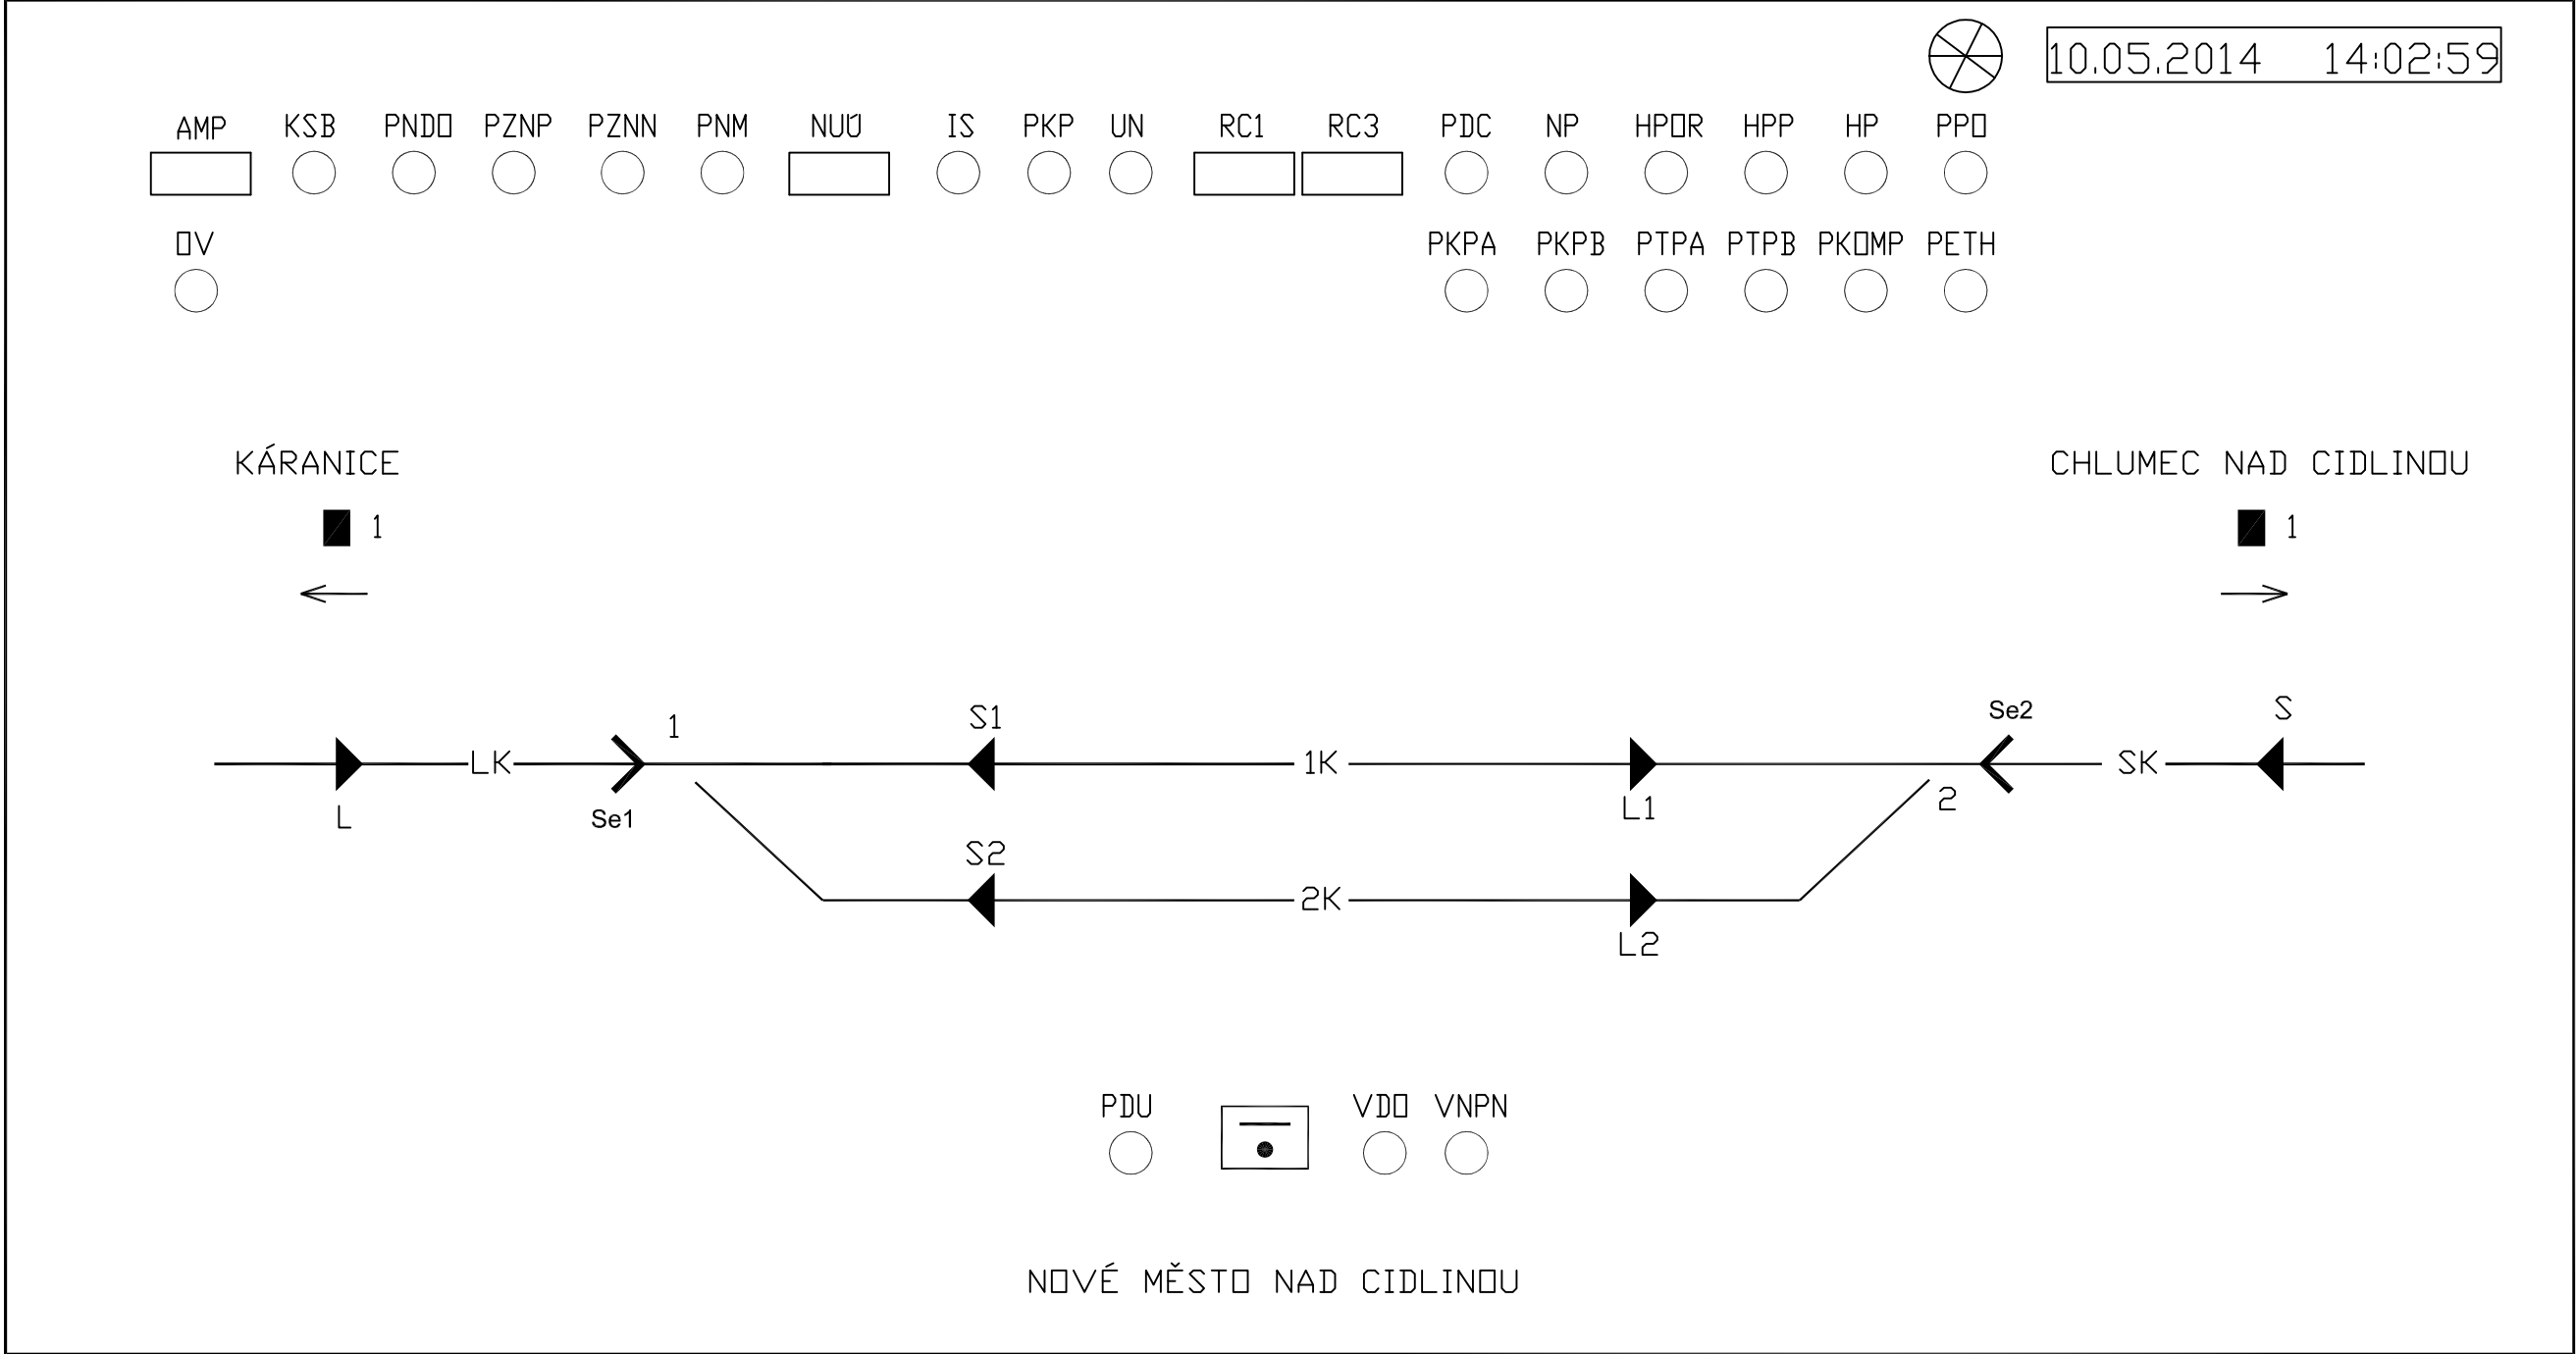 10.05.2014 14:02:59
AMP KSB PNDO PZNP PZNN PNM NUÚ IS PKP UN RC1 RC3 PDC NP HPOR HPP HP PPO
OV PKPA PKPB PTPA PTPB PKOMP PETH
KÁRANICE CHLUMEC NAD CIDLINOU
1 1
S1 Se2 S
1
LK 1K SK
L Se1 L1 2
S2
2K
L2
PDU VDO VNPN
NOVÉ MĚSTO NAD CIDLINOU